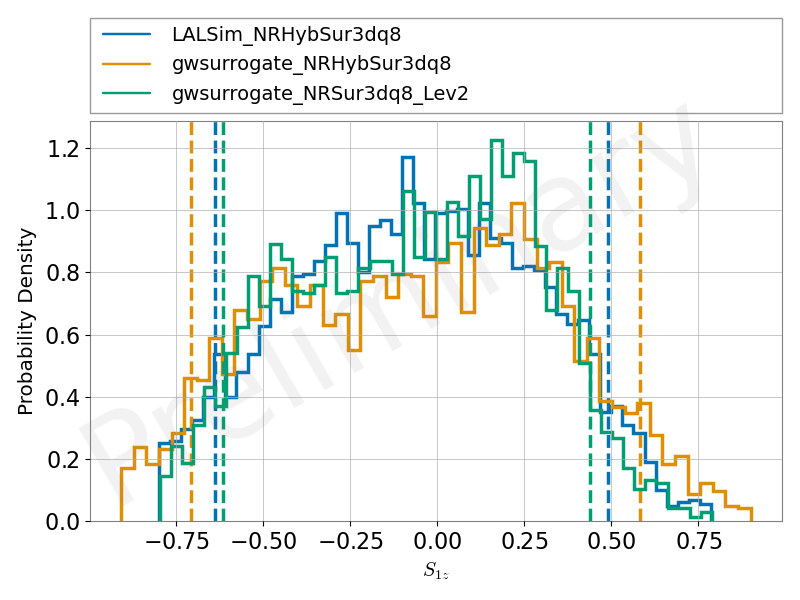 LALSim_NRHybSur3dq8
gwsurrogate_NRHybSur3dq8
gwsurrogate_NRSur3dq8_Lev2
Preliminary
Probability Density
1.2
1.0
0.8
0.6
0.4
0.2
0.0
−0.75 −0.50 −0.25 0.00 0.25 0.50 0.75
S1z